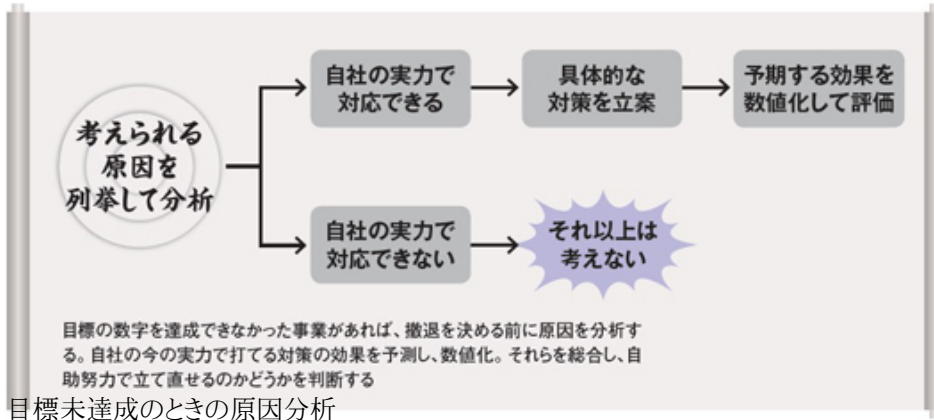 考えられる
原因を
列挙して分析
自社の実力で
対応できる
具体的な
対策を立案
予期する効果を
数値化して評価
自社の実力で
対応できない
それ以上は
考えない
目標の数字を達成できなかった事業があれば、撤退を決める前に原因を分析す
る。自社の今の実力で打てる対策の効果を予測し、数値化。それらを総合し、自
助努力で立て直せるのかどうかを判断する
目標未達成のときの原因分析